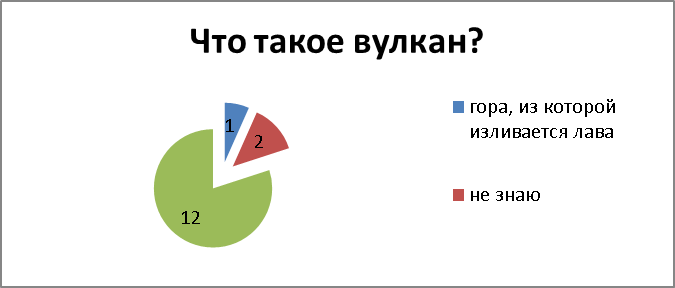 Что такое вулкан?
1
2
12
гора, из которой
изливается лава
не знаю